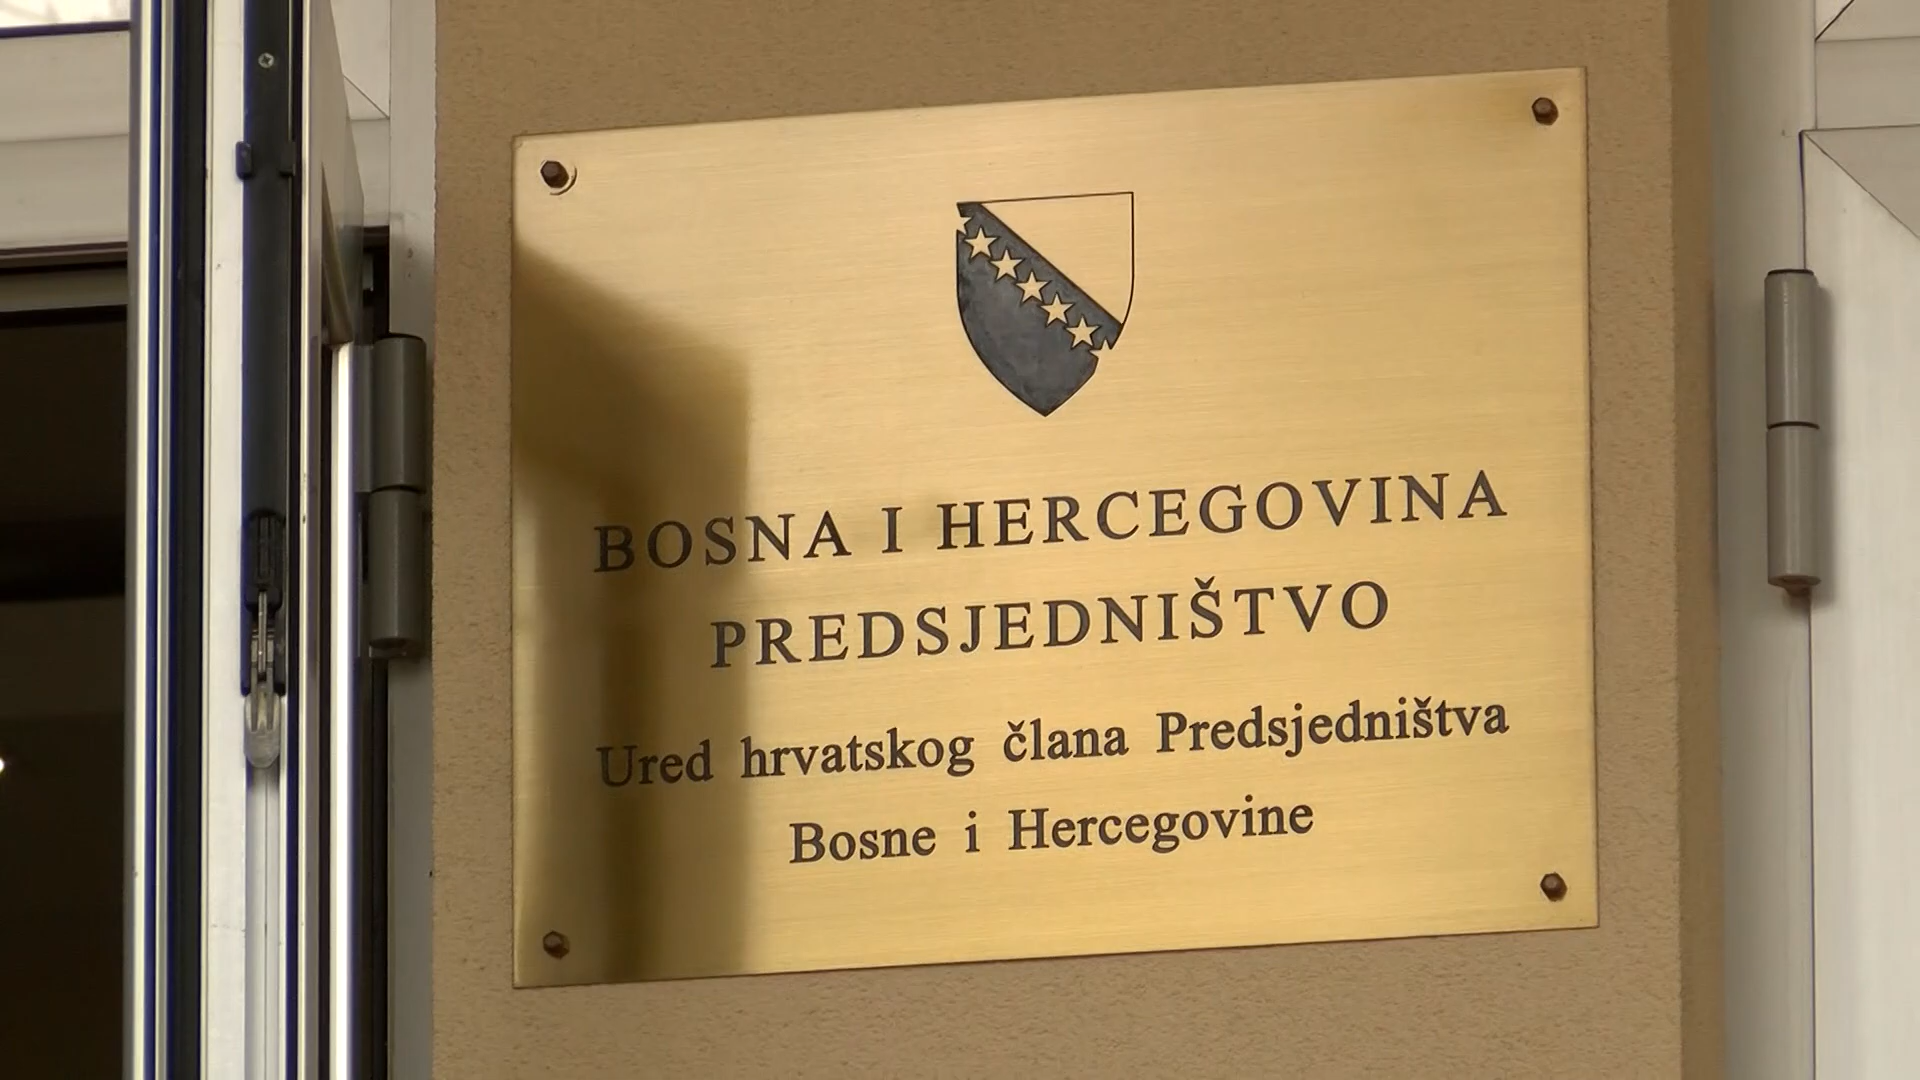 BOSNA I HERCEGOVINA
PREDSJEDNIŠTVO
Ured hrvatskog člana Predsjedništva
Bosne i Hercegovine